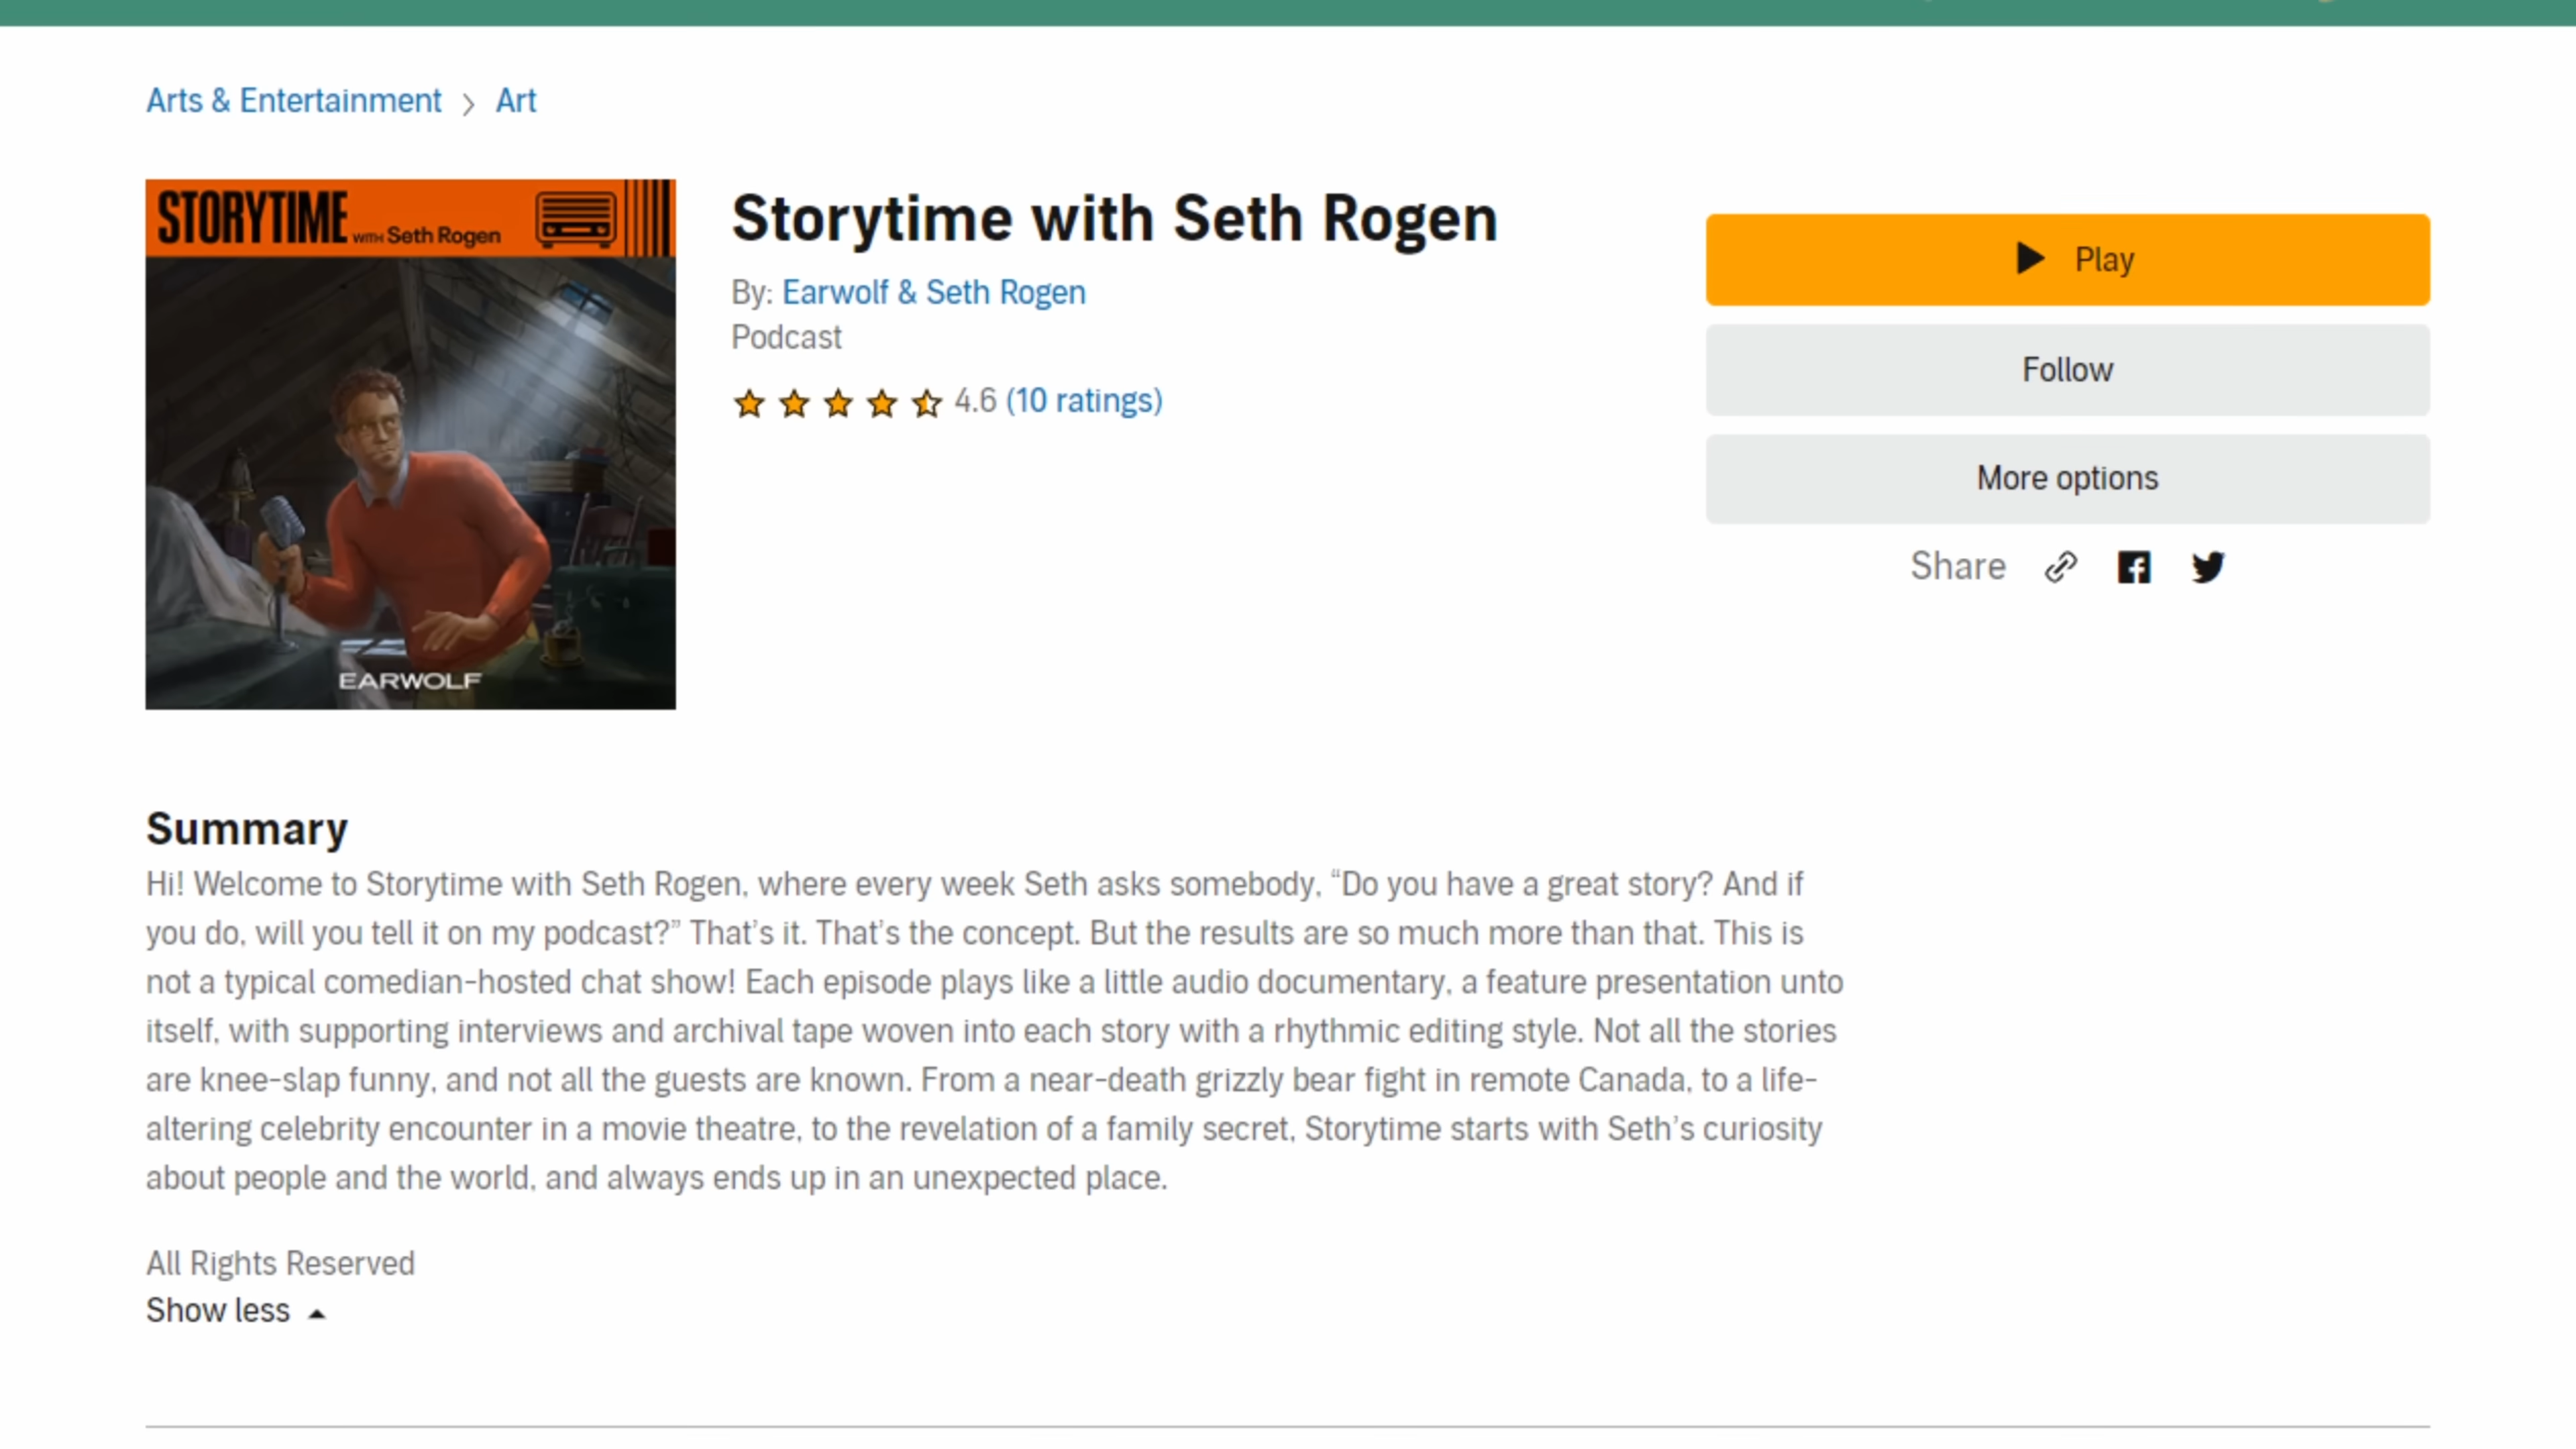 Arts & Entertainment > Art
STORYTIME WITH Seth Rogen
EARWOLF
Storytime with Seth Rogen
By: Earwolf & Seth Rogen
Podcast
4.6 (10 ratings)
Play
Follow
More options
Share
Summary
Hi! Welcome to Storytime with Seth Rogen, where every week Seth asks somebody, “Do you have a great story? And if
you do, will you tell it on my podcast?” That’s it. That’s the concept. But the results are so much more than that. This is
not a typical comedian-hosted chat show! Each episode plays like a little audio documentary, a feature presentation unto
itself, with supporting interviews and archival tape woven into each story with a rhythmic editing style. Not all the stories
are knee-slap funny, and not all the guests are known. From a near-death grizzly bear fight in remote Canada, to a life-
altering celebrity encounter in a movie theatre, to the revelation of a family secret, Storytime starts with Seth’s curiosity
about people and the world, and always ends up in an unexpected place.
All Rights Reserved
Show less